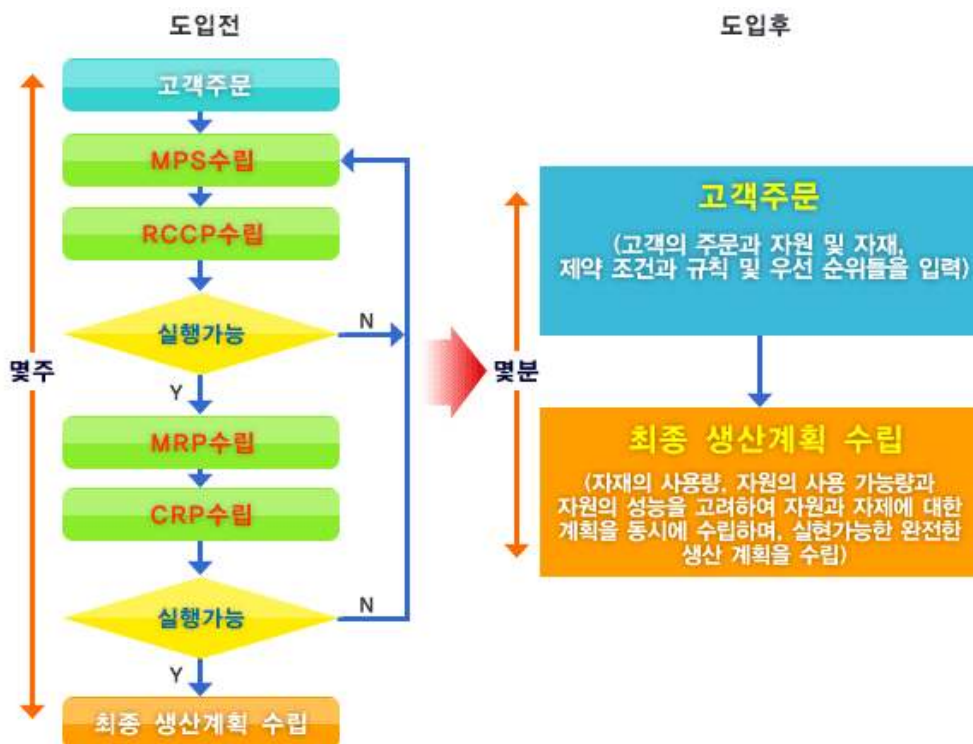 도입전
고객주문
MPS수립
RCCP수립
실행가능
N
Y
몇주
MRP수립
CRP수립
실행가능
N
Y
최종 생산계획 수립
도입후
고객주문
(고객의 주문과 자원 및 자재,
제약 조건과 규칙 및 우선 순위들을 입력)
몇분
최종 생산계획 수립
(자재의 사용량, 자원의 사용 가능량과
자원의 성능을 고려하여 자원과 자제에 대한
계획을 동시에 수립하며, 실현가능한 완전한
생산 계획을 수립)